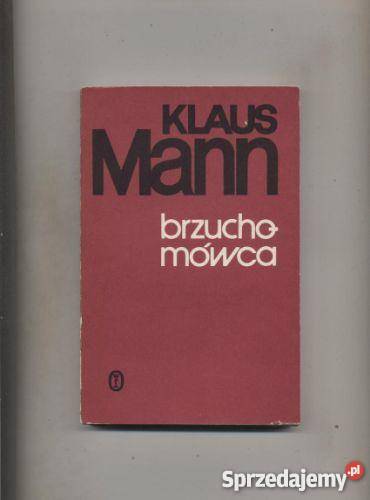 KLAUS
Mann
brzucho-
mówca
Sprzedajemy.pl